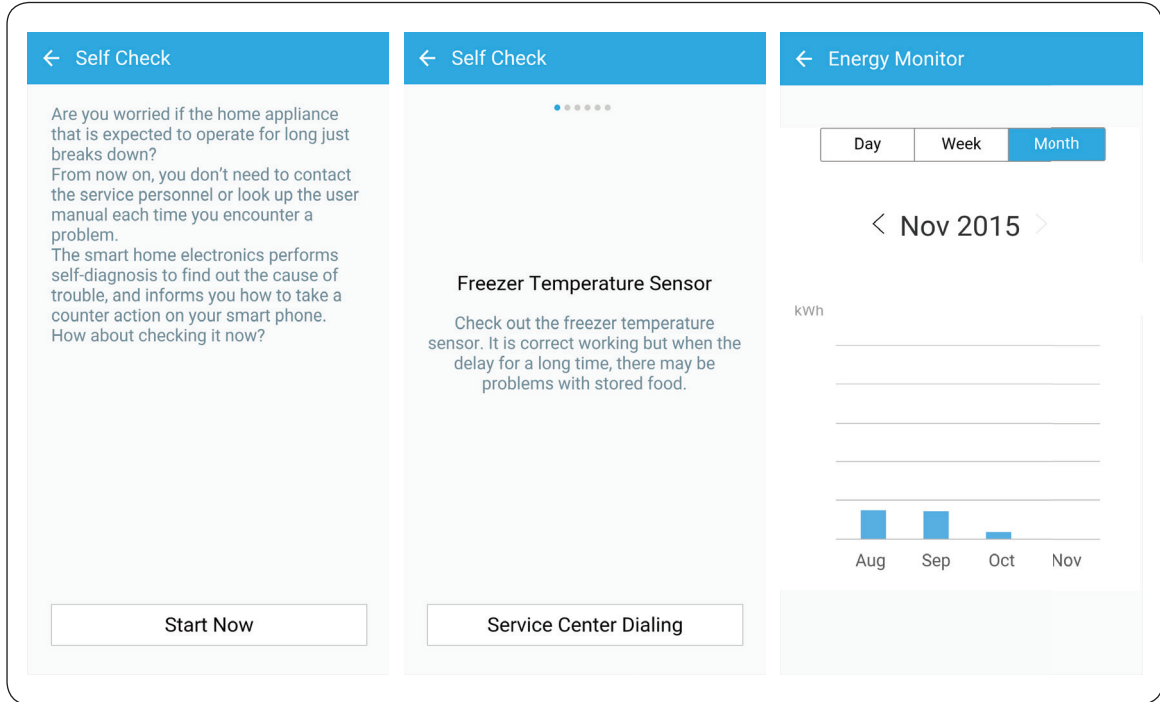 Self Check
Are you worried if the home appliance
that is expected to operate for long just
breaks down?
From now on, you don’t need to contact
the service personnel or look up the user
manual each time you encounter a
problem.
The smart home electronics performs
self-diagnosis to find out the cause of
trouble, and informs you how to take a
counter action on your smart phone.
How about checking it now?
Start Now
Self Check
Freezer Temperature Sensor
Check out the freezer temperature
sensor. It is correct working but when the
delay for a long time, there may be
problems with stored food.
Service Center Dialing
Energy Monitor
Day Week Month
Nov 2015
kWh
Aug Sep Oct Nov